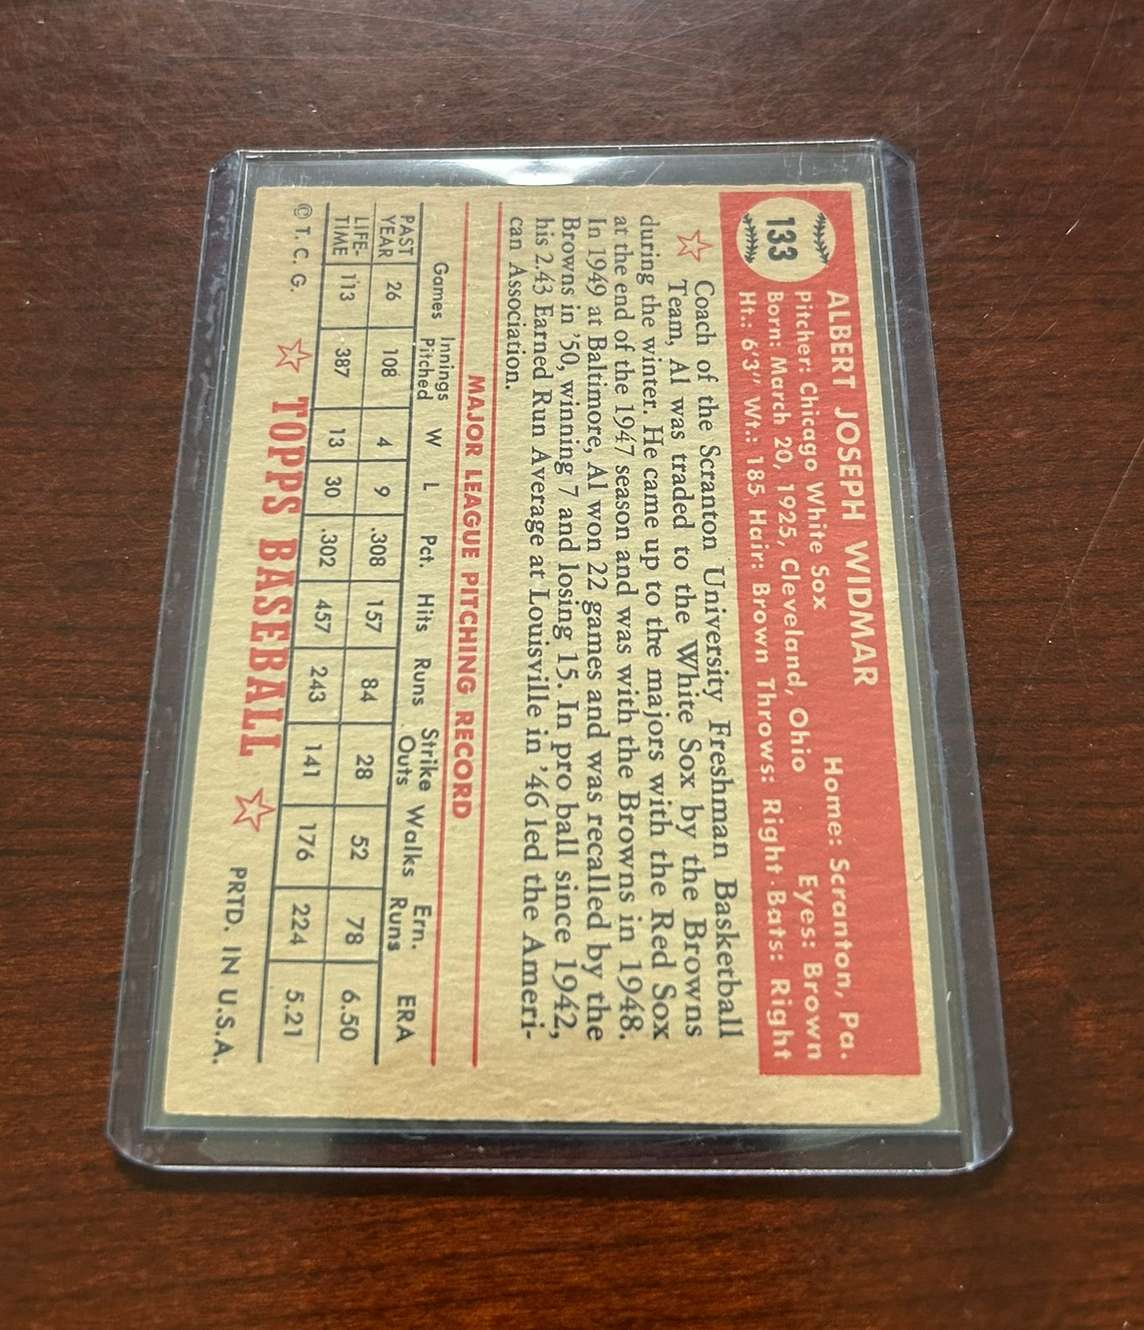 133
ALBERT JOSEPH WIDMAR Home: Scranton, Pa.
Pitcher: Chicago White Sox Eyes: Brown
Born: March 20, 1925, Cleveland, Ohio
Ht.: 6'3" Wt.: 185 Hair: Brown Throws: Right·Bats: Right
Coach of the Scranton University Freshman Basketball
Team, Al was traded to the White Sox by the Browns
during the winter. He came up to the majors with the Red Sox
at the end of the 1947 season and was with the Browns in 1948.
In 1949 at Baltimore, Al won 22 games and was recalled by the
Browns in '50, winning 7 and losing 15. In pro ball since 1942,
his 2.43 Earned Run Average at Louisville in '46 led the Ameri-
can Association.
MAJOR LEAGUE PITCHING RECORD
Games Innings Pitched W L Pct. Hits Runs Strike Outs Walks Ern. Runs ERA
PAST YEAR 26 108 4 9 .308 157 84 28 52 78 6.50
LIFE-TIME 113 387 13 30 .302 457 243 141 176 224 5.21
© T. C. G. TOPPS BASEBALL PRTD. IN U.S.A.